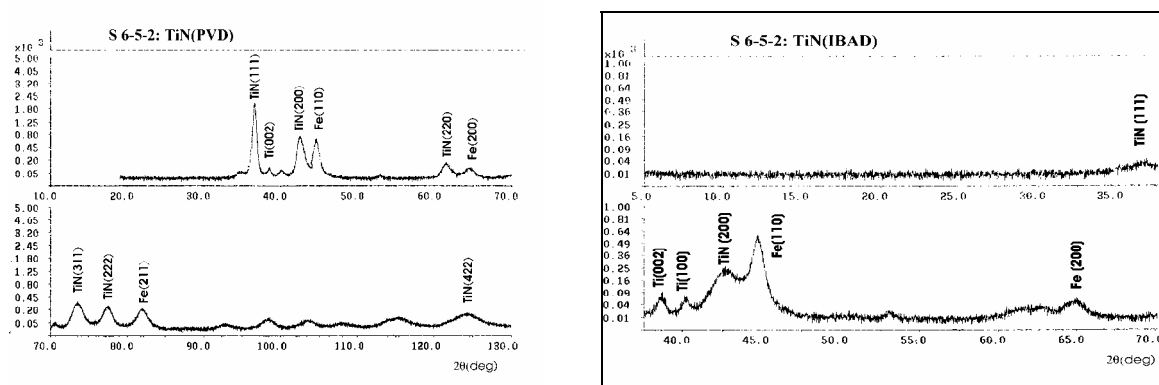 S 6-5-2: TiN(PVD)
x10 3
5.00
4.05
3.20
2.45
1.80
1.25
0.80
0.45
0.20
0.05
TiN(111)
Ti(002)
TiN(200)
Fe(110)
TiN(220)
Fe(200)
10.0 20.0 30.0 40.0 50.0 60.0 70.0
5.00
4.05
3.20
2.45
1.80
1.25
0.80
0.45
0.20
0.05
TiN(311)
TiN(222)
Fe(211)
TiN(422)
70.0 80.0 90.0 100.0 110.0 120.0 130.0
2θ(deg)
S 6-5-2: TiN(IBAD)
x10 3
1.00
0.81
0.64
0.49
0.36
0.25
0.16
0.09
0.04
0.01
TiN (111)
5.0 10.0 15.0 20.0 25.0 30.0 35.0
1.00
0.81
0.64
0.49
0.36
0.25
0.16
0.09
0.04
0.01
Ti(002)
Ti(100)
TiN (200)
Fe(110)
Fe (200)
40.0 45.0 50.0 55.0 60.0 65.0 70.0
2θ(deg)